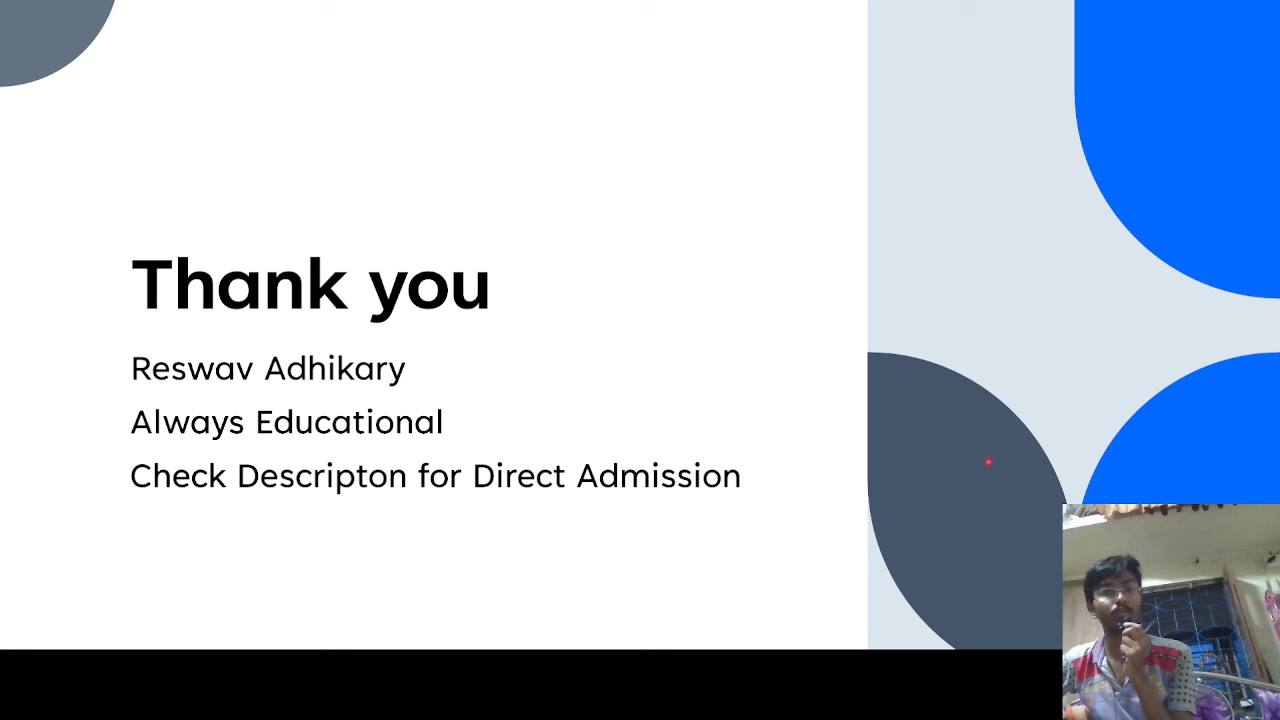 Thank you
Reswav Adhikary
Always Educational
Check Descripton for Direct Admission